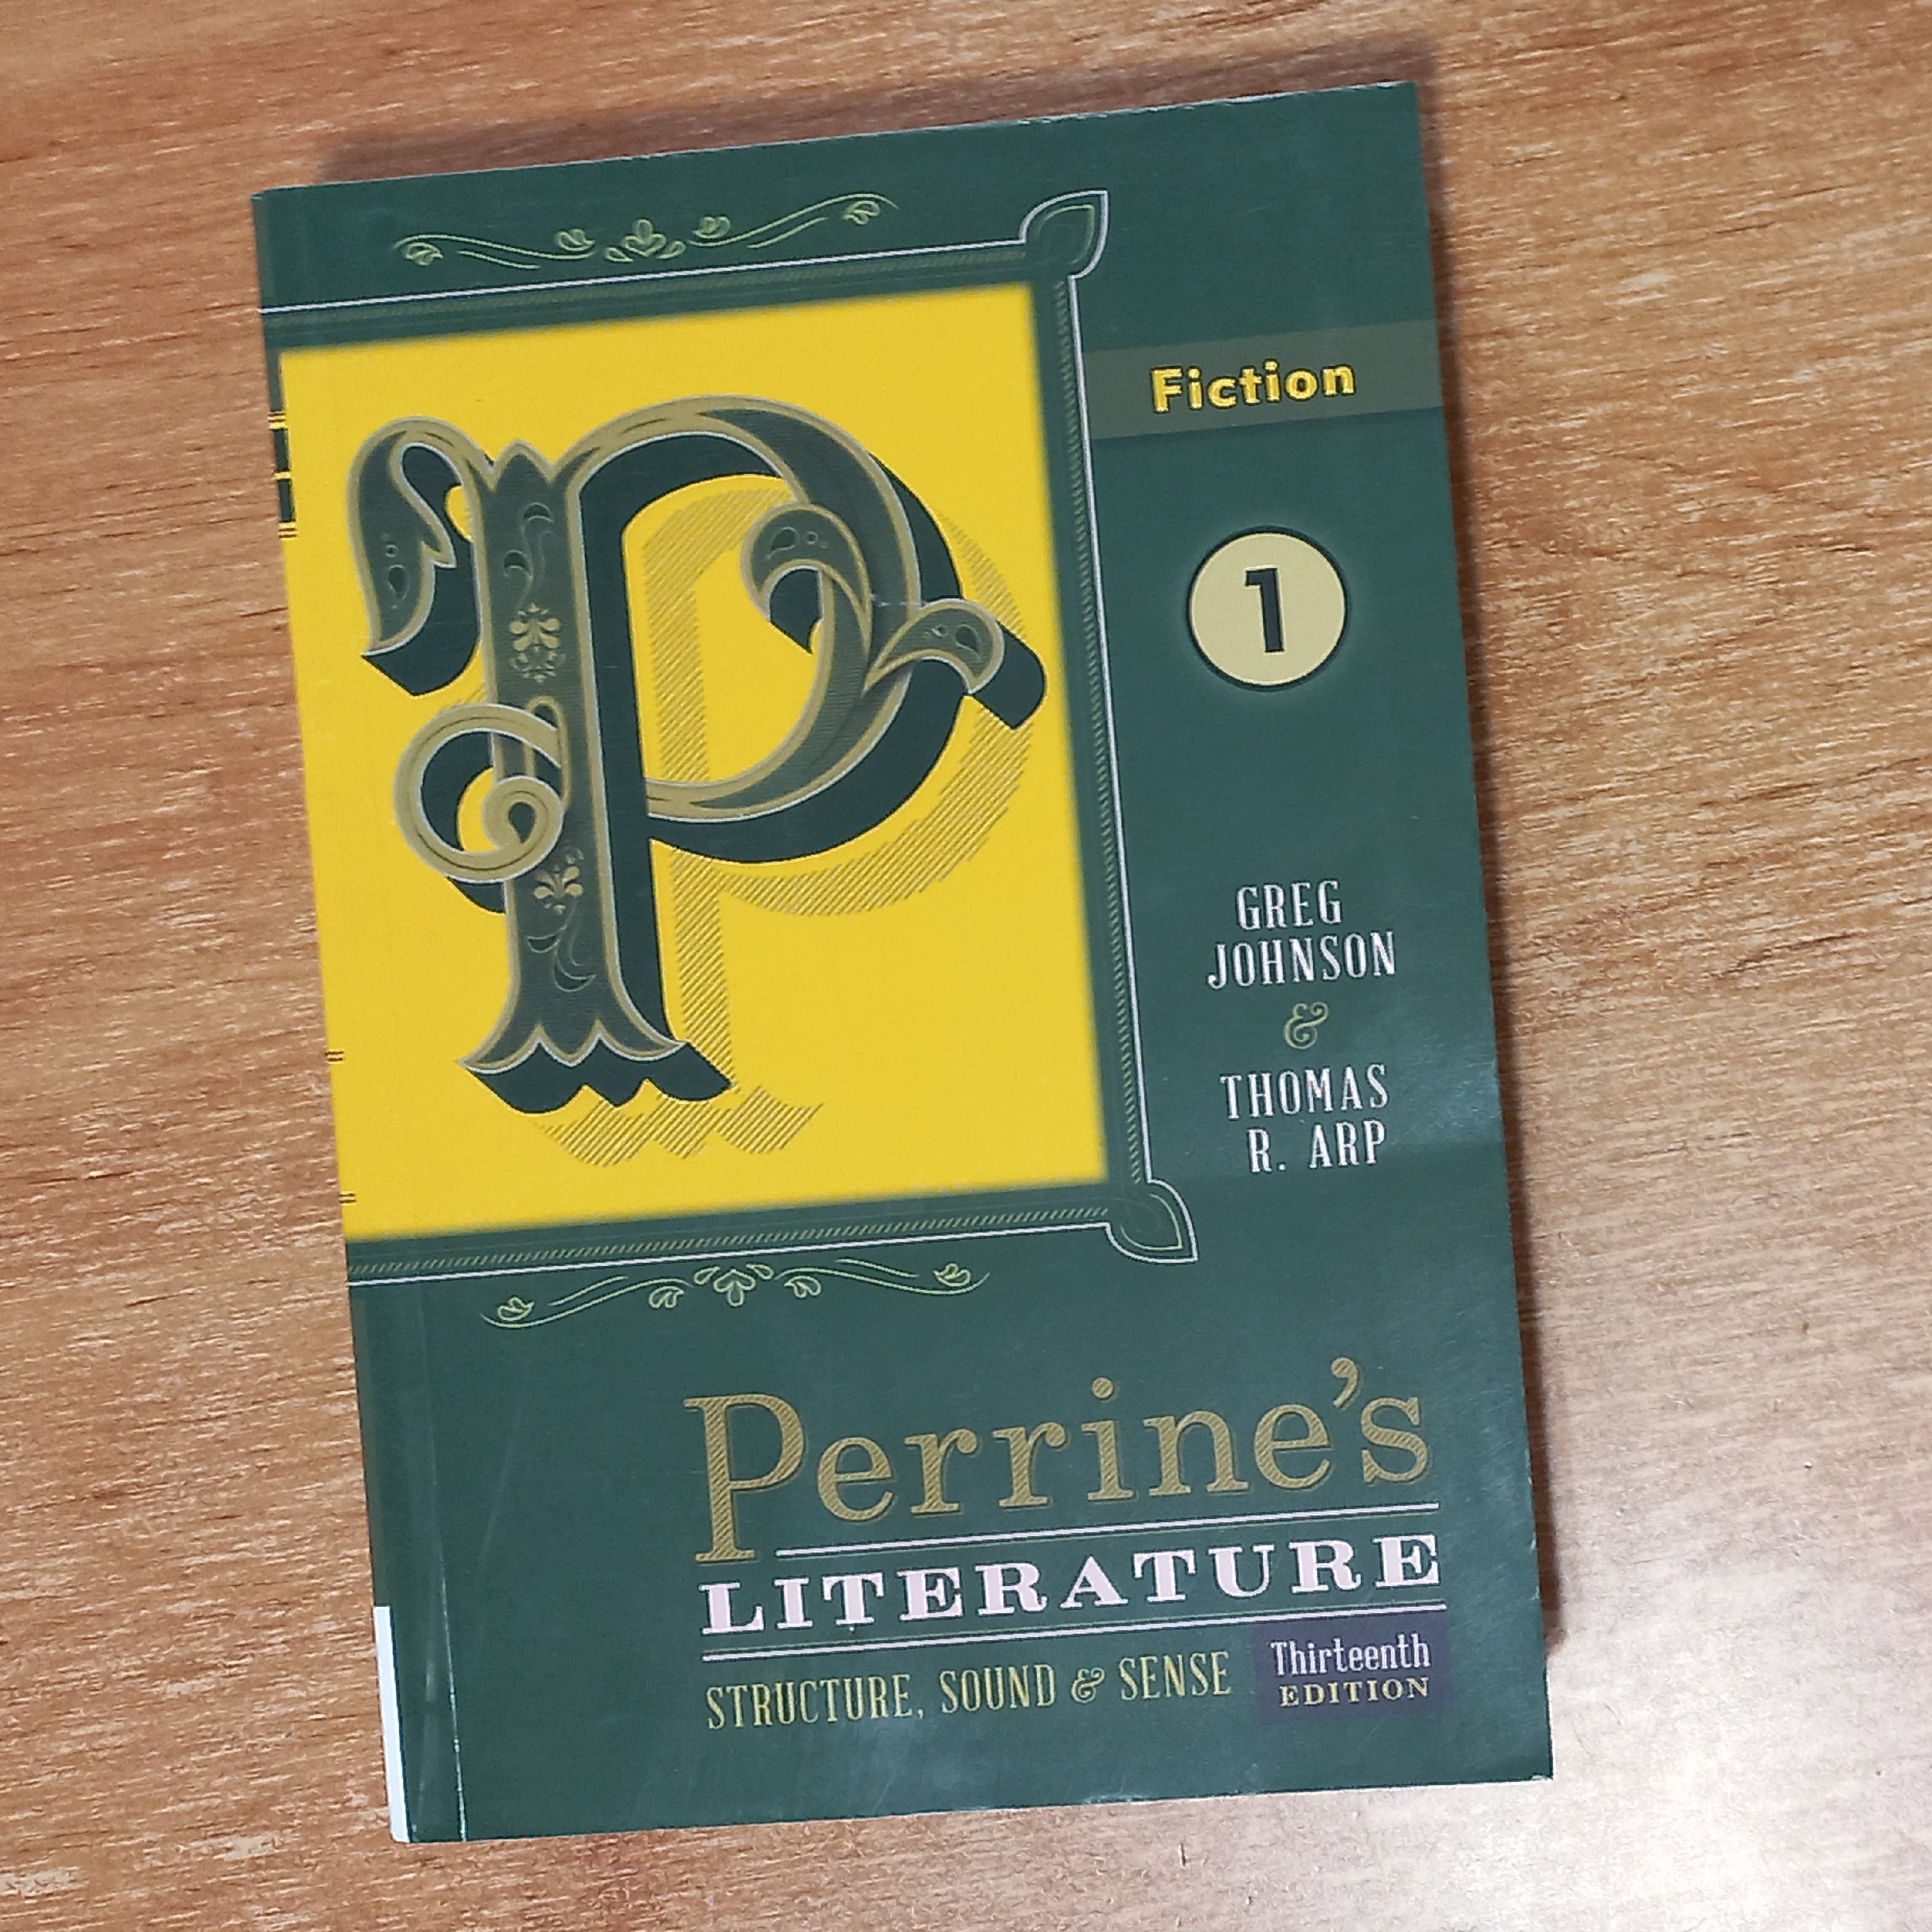 Fiction
1
P
GREG
JOHNSON
&
THOMAS
R. ARP
Perrine's
LITERATURE
STRUCTURE, SOUND & SENSE
Thirteenth
EDITION